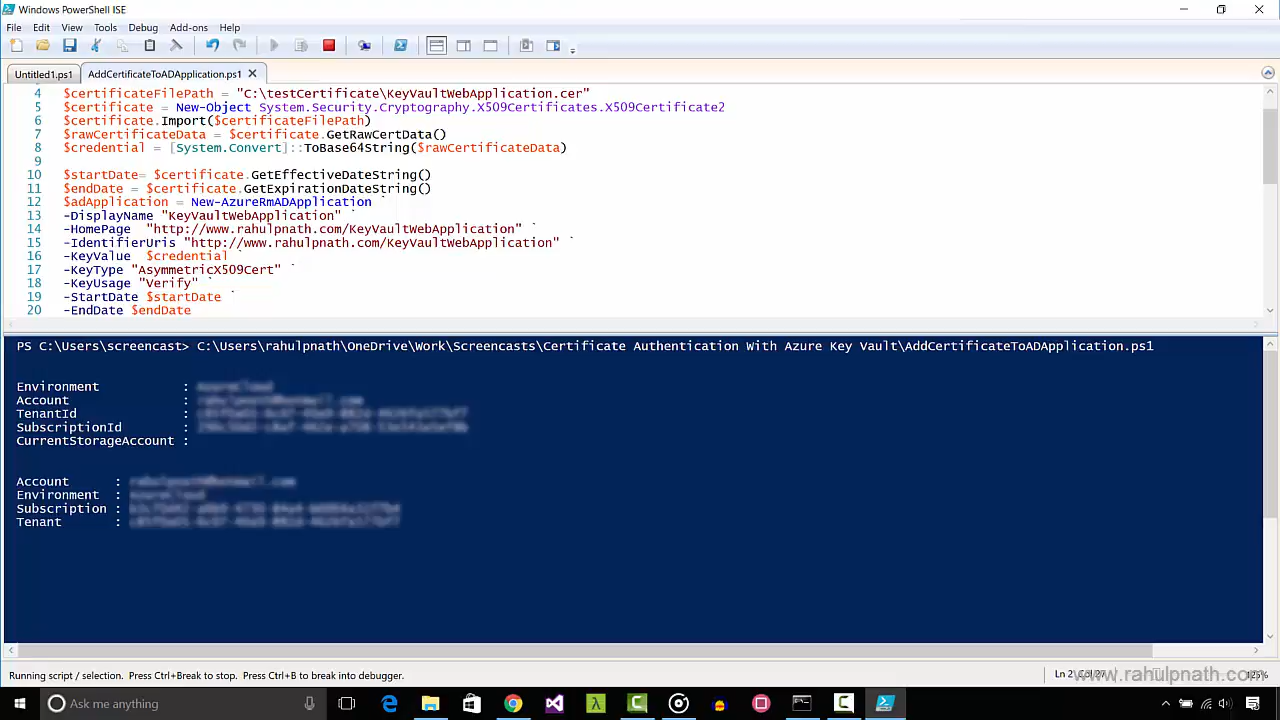 Windows PowerShell ISE
File Edit View Tools Debug Add-ons Help
Untitled1.ps1 AddCertificateToADApplication.ps1
4 $certificateFilePath = "C:\testCertificate\KeyVaultWebApplication.cer"
5 $certificate = New-Object System.Security.Cryptography.X509Certificates.X509Certificate2
6 $certificate.Import($certificateFilePath)
7 $rawCertificateData = $certificate.GetRawCertData()
8 $credential = [System.Convert]::ToBase64String($rawCertificateData)
9
10 $startDate= $certificate.GetEffectiveDateString()
11 $endDate = $certificate.GetExpirationDateString()
12 $adApplication = New-AzureRmADApplication `
13 -DisplayName "KeyVaultWebApplication" `
14 -HomePage  "http://www.rahulpnath.com/KeyVaultWebApplication" `
15 -IdentifierUris "http://www.rahulpnath.com/KeyVaultWebApplication" `
16 -KeyValue  $credential `
17 -KeyType "AsymmetricX509Cert" `
18 -KeyUsage "Verify" `
19 -StartDate $startDate `
20 -EndDate $endDate
PS C:\Users\screencast> C:\Users\rahulpnath\OneDrive\Work\Screencasts\Certificate Authentication With Azure Key Vault\AddCertificateToADApplication.ps1
Environment :
Account :
TenantId :
SubscriptionId :
CurrentStorageAccount :
Account :
Environment :
Subscription :
Tenant :
Running script / selection. Press Ctrl+Break to stop. Press Ctrl+B to break into debugger.
www.rahulpnath.com
Ask me anything